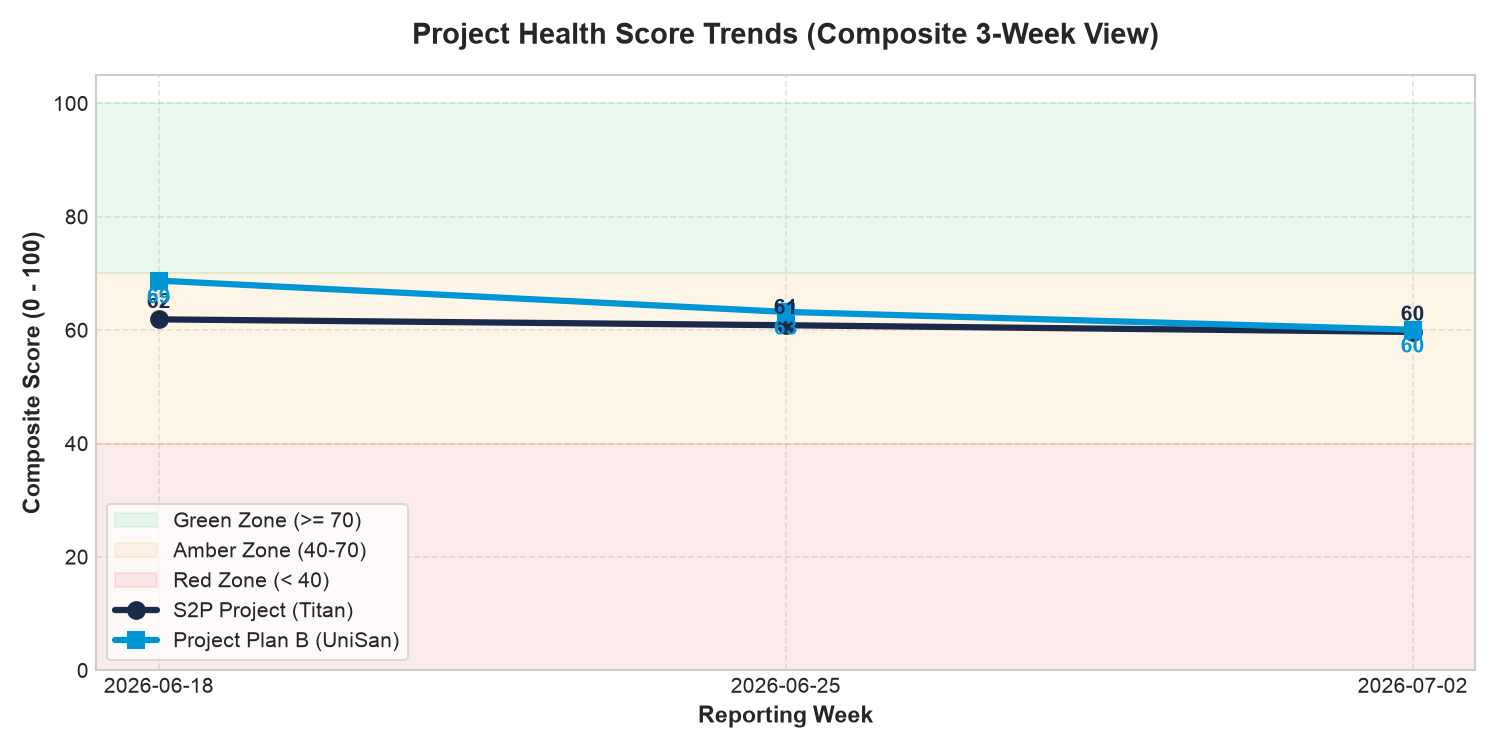 Project Health Score Trends (Composite 3-Week View)
Composite Score (0 - 100)
100
80
60
40
20
0
69
62
61
63
60
60
Green Zone (>= 70)
Amber Zone (40-70)
Red Zone (< 40)
S2P Project (Titan)
Project Plan B (UniSan)
2026-06-18
2026-06-25
2026-07-02
Reporting Week